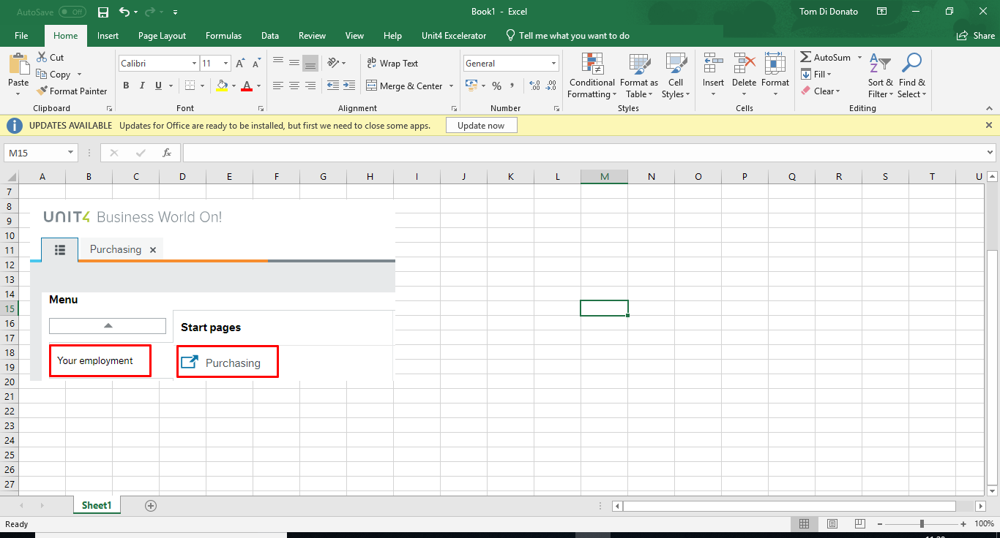 AutoSave Off Book1 - Excel Tom Di Donato
File Home Insert Page Layout Formulas Data Review View Help Unit4 Excelerator Tell me what you want to do Share
Paste
Cut
Copy
Format Painter
Clipboard
Calibri 11
B I U A
Font
Wrap Text
Merge & Center
Alignment
General
%
Number
Conditional Formatting
Format as Table
Cell Styles
Styles
Insert Delete Format
Cells
AutoSum
Fill
Clear
Sort & Filter
Find & Select
Editing
UPDATES AVAILABLE Updates for Office are ready to be installed, but first we need to close some apps. Update now
M15 fx
A B C D E F G H I J K L M N O P Q R S T U
7
8
9
10
11
12
13
14
15
16
17
18
19
20
21
22
23
24
25
26
27
UNIT4 Business World On!
Purchasing
Menu
Start pages
Your employment
Purchasing
Sheet1
Ready 100%